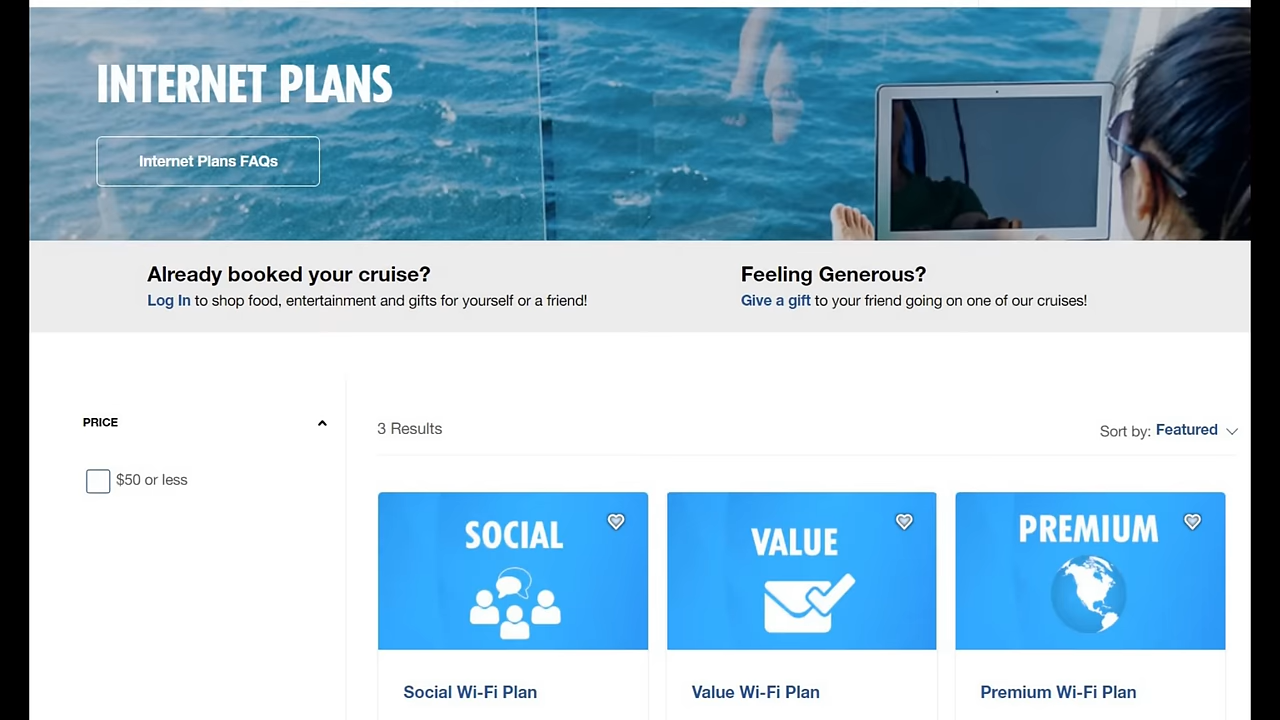 INTERNET PLANS
Internet Plans FAQs
Already booked your cruise?
Log In to shop food, entertainment and gifts for yourself or a friend!
Feeling Generous?
Give a gift to your friend going on one of our cruises!
PRICE
$50 or less
3 Results
Sort by: Featured
SOCIAL
VALUE
PREMIUM
Social Wi-Fi Plan
Value Wi-Fi Plan
Premium Wi-Fi Plan